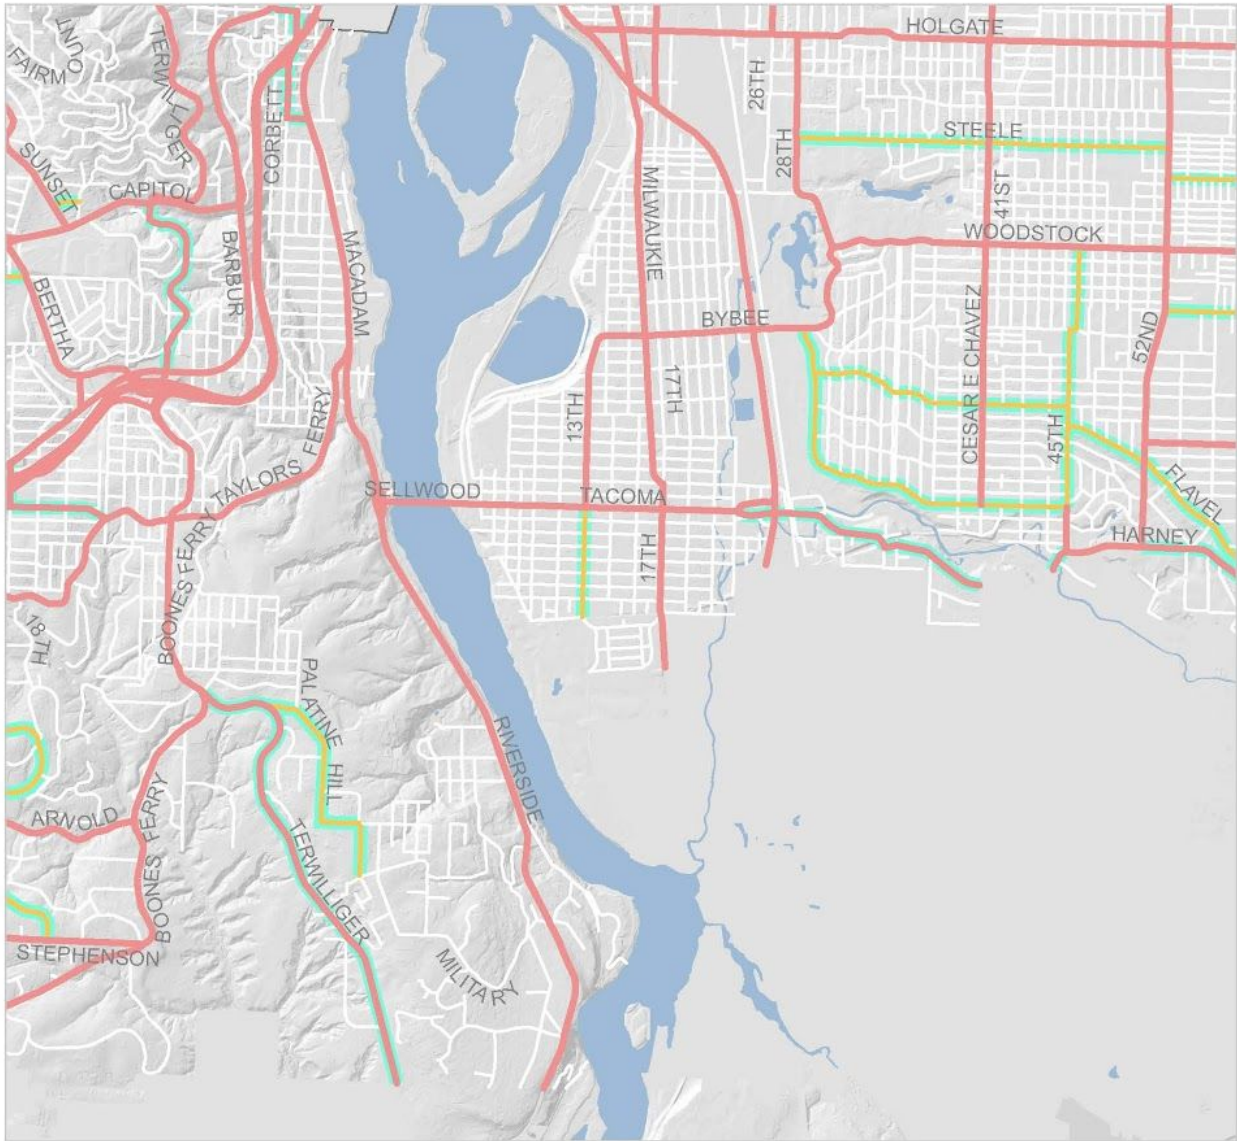 HOLGATE
FAIRMOUNT
TERWILLIGER
CORBETT
26TH
28TH
STEELE
SUNSET
CAPITOL
MILWAUKIE
41ST
WOODSTOCK
BARBUR
MACADAM
BERTHA
BYBEE
CESAR E CHAVEZ
52ND
17TH
13TH
45TH
TAYLORS FERRY
SELLWOOD
TACOMA
FLAVEL
HARNEY
17TH
BOONES FERRY
18TH
PALATINE HILL
RIVERSIDE
ARNOLD
BOONES FERRY
TERWILLIGER
STEPHENSON
MILITARY